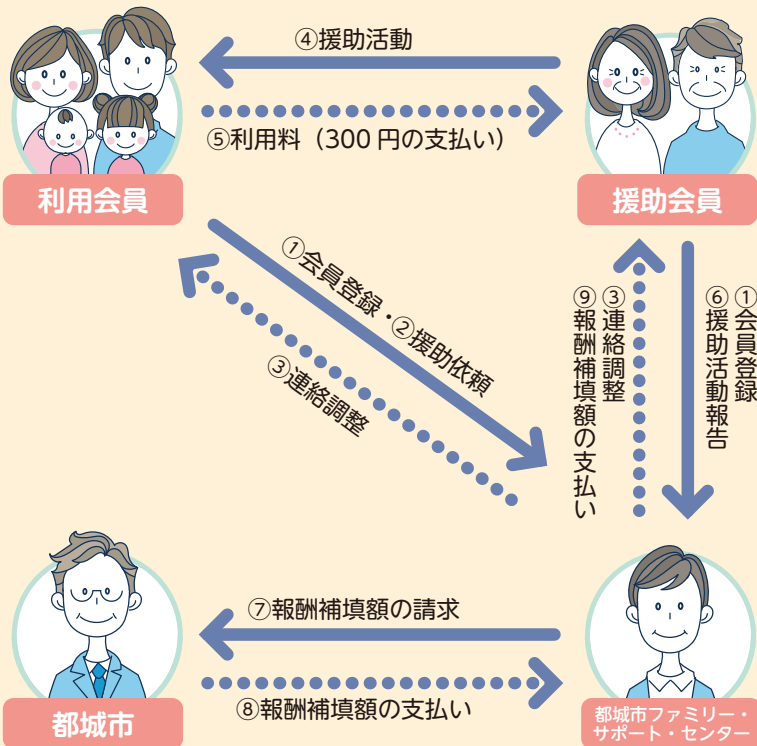 ④援助活動
⑤利用料（300 円の支払い）
利用会員
援助会員
①会員登録・②援助依頼
③連絡調整
①会員登録
⑥援助活動報告
③連絡調整
⑨報酬補填額の支払い
⑦報酬補填額の請求
⑧報酬補填額の支払い
都城市
都城市ファミリー・
サポート・センター